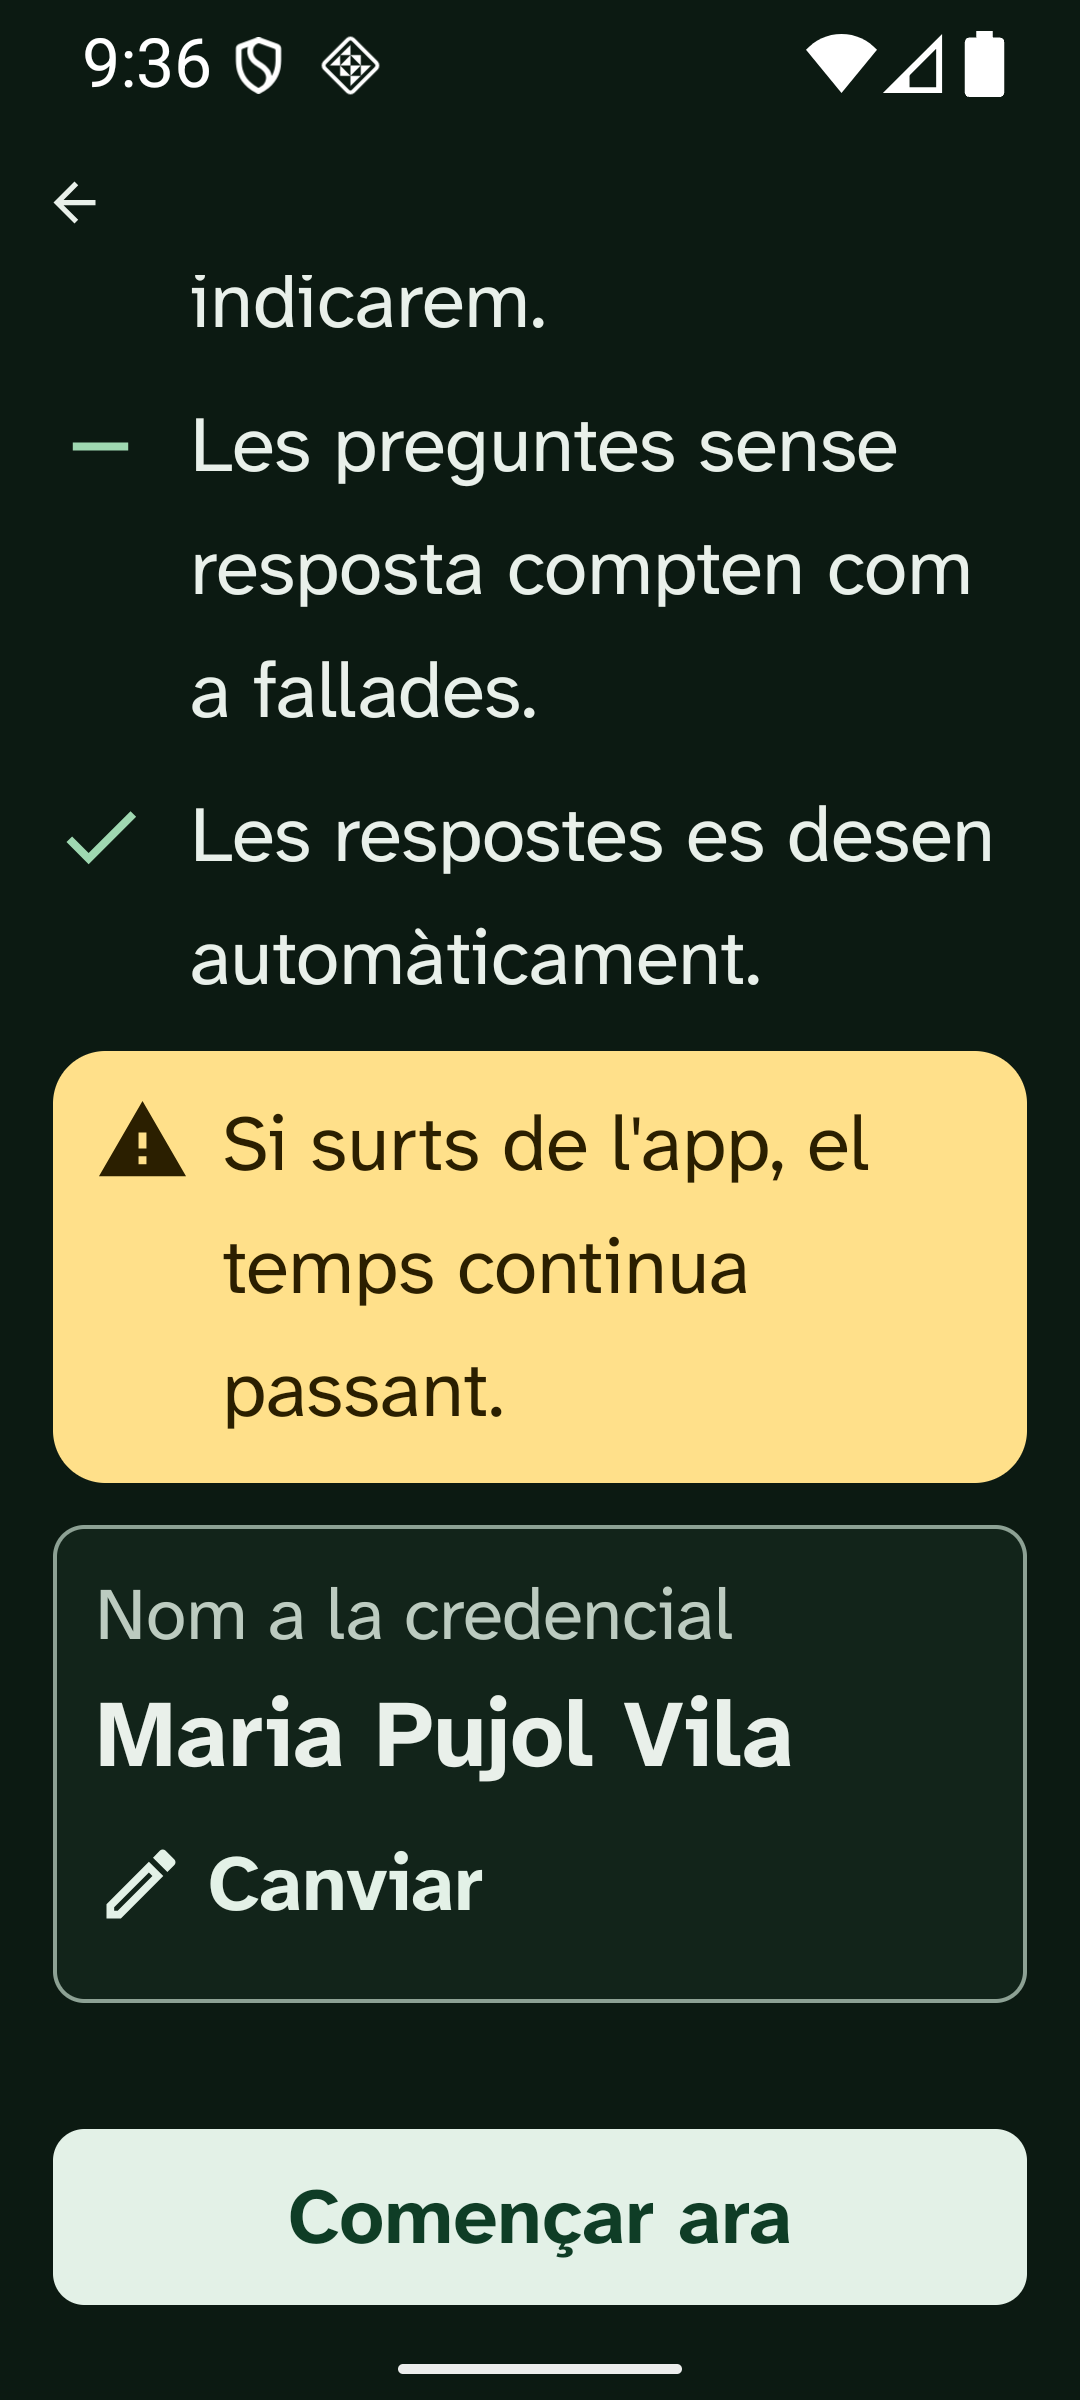 9:36
indicarem.
Les preguntes sense
resposta compten com
a fallades.
Les respostes es desen
automàticament.
Si surts de l'app, el
temps continua
passant.
Nom a la credencial
Maria Pujol Vila
Canviar
Començar ara